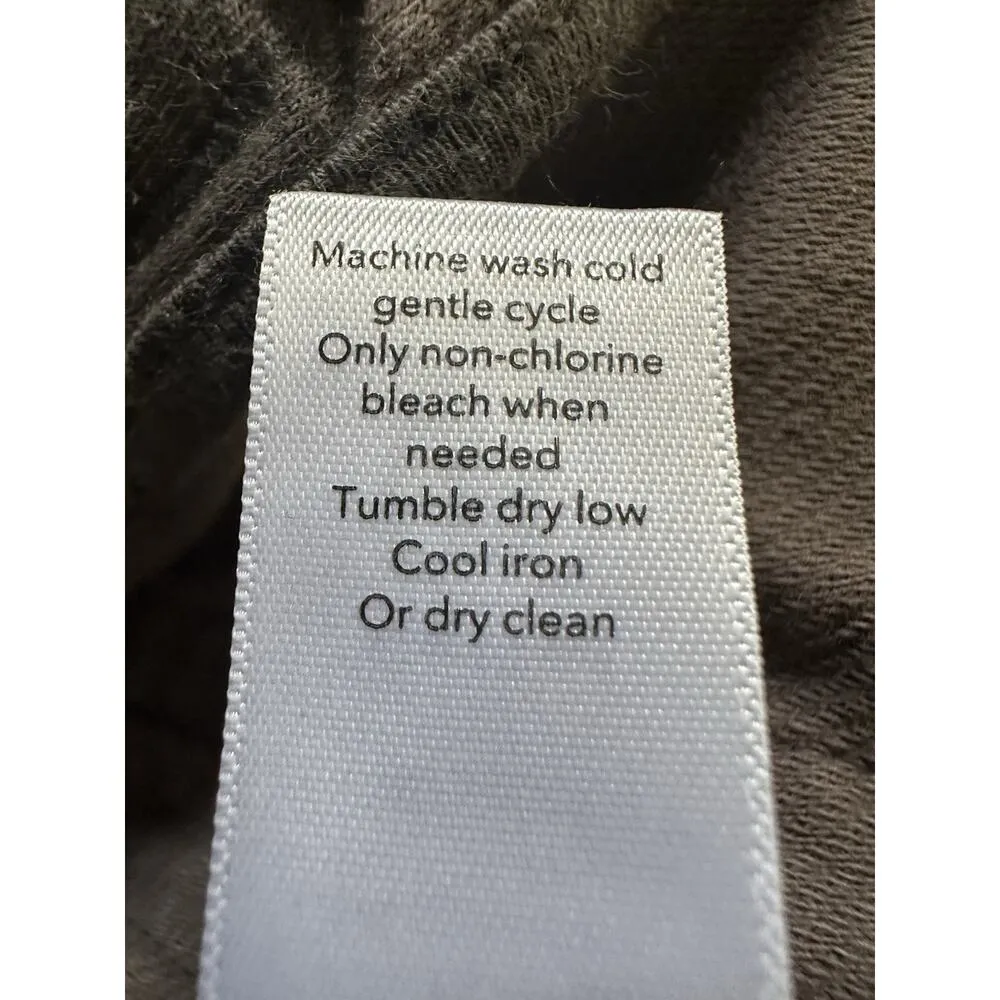 Machine wash cold
gentle cycle
Only non-chlorine
bleach when
needed
Tumble dry low
Cool iron
Or dry clean